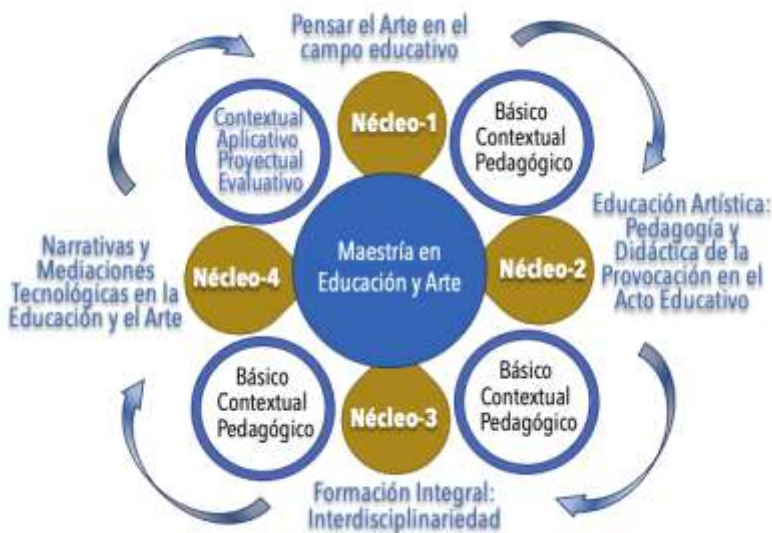 Pensar el Arte en el
campo educativo
Nécleo-1
Contextual
Aplicativo
Proyectual
Evaluativo
Básico
Contextual
Pedagógico
Educación Artística:
Pedagogía y
Didáctica de la
Provocación en el
Acto Educativo
Nécleo-2
Maestría en
Educación y Arte
Nécleo-4
Narrativas y
Mediaciones
Tecnológicas en la
Educación y el Arte
Básico
Contextual
Pedagógico
Nécleo-3
Básico
Contextual
Pedagógico
Formación Integral:
Interdisciplinariedad